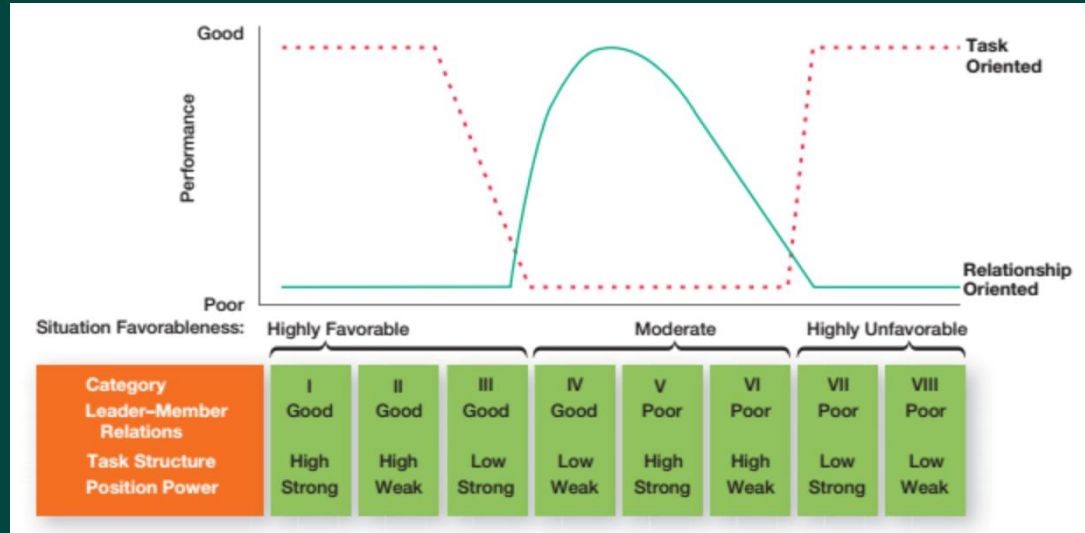 Good
Task
Oriented
Performance
Relationship
Oriented
Poor
Situation Favorableness: Highly Favorable Moderate Highly Unfavorable
Category I II III IV V VI VII VIII
Leader–Member Good Good Good Good Poor Poor Poor Poor
Relations
Task Structure High High Low Low High High Low Low
Position Power Strong Weak Strong Weak Strong Weak Strong Weak